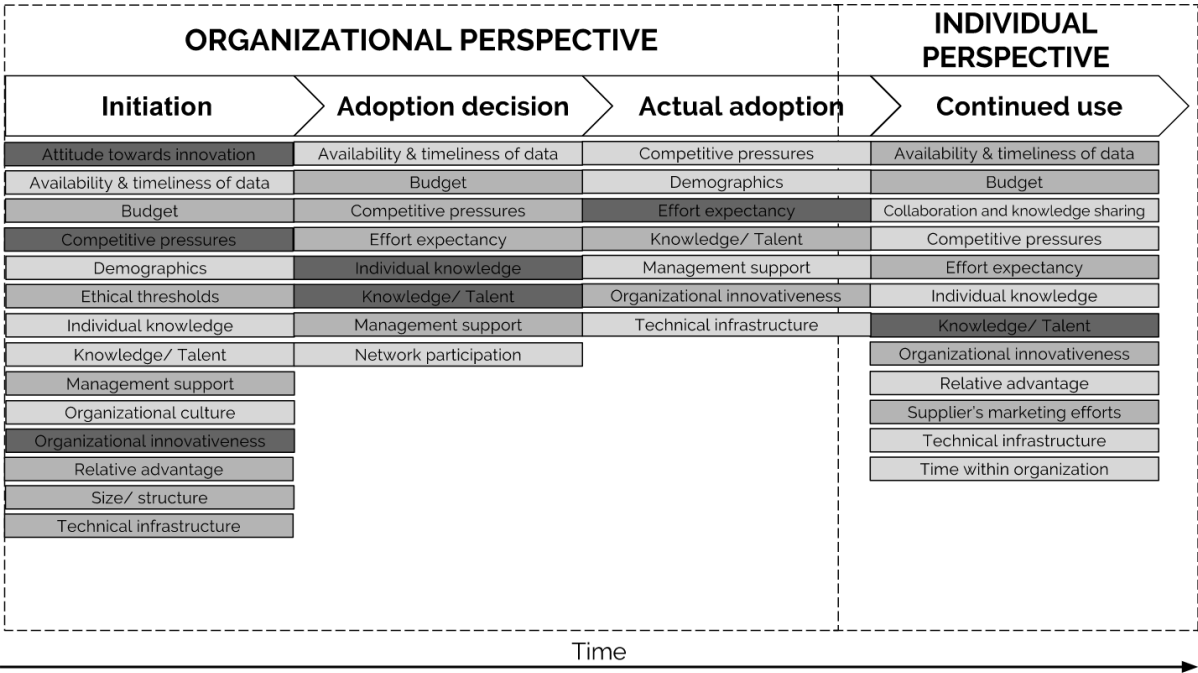 ORGANIZATIONAL PERSPECTIVE
INDIVIDUAL
PERSPECTIVE
Initiation
Adoption decision
Actual adoption
Continued use
Attitude towards innovation
Availability & timeliness of data
Budget
Competitive pressures
Demographics
Ethical thresholds
Individual knowledge
Knowledge/ Talent
Management support
Organizational culture
Organizational innovativeness
Relative advantage
Size/ structure
Technical infrastructure
Availability & timeliness of data
Budget
Competitive pressures
Effort expectancy
Individual knowledge
Knowledge/ Talent
Management support
Network participation
Competitive pressures
Demographics
Effort expectancy
Knowledge/ Talent
Management support
Organizational innovativeness
Technical infrastructure
Availability & timeliness of data
Budget
Collaboration and knowledge sharing
Competitive pressures
Effort expectancy
Individual knowledge
Knowledge/ Talent
Organizational innovativeness
Relative advantage
Supplier's marketing efforts
Technical infrastructure
Time within organization
Time